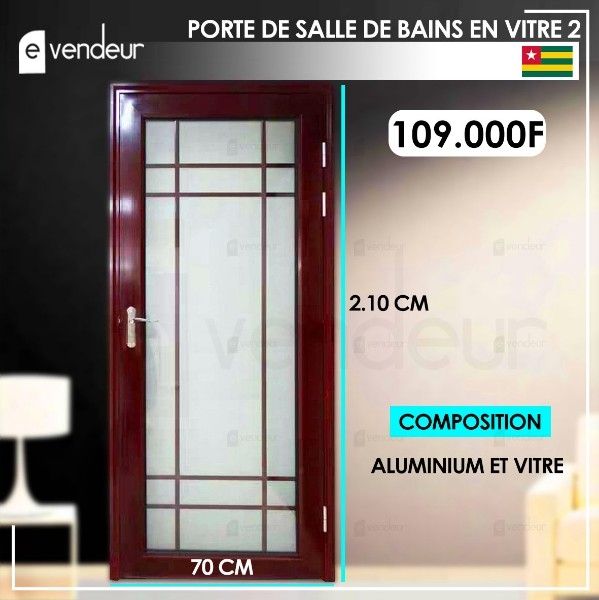 e vendeur
PORTE DE SALLE DE BAINS EN VITRE 2
109.000F
2.10 CM
COMPOSITION
ALUMINIUM ET VITRE
70 CM